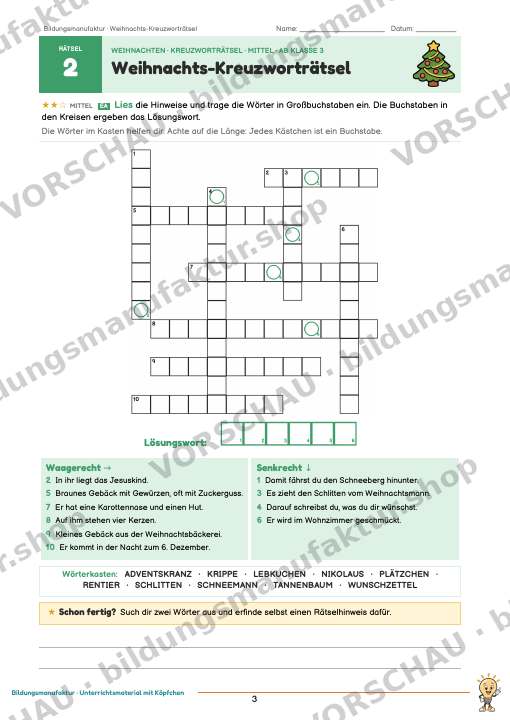 Bildungsmanufaktur · Weihnachts-Kreuzworträtsel Name: Datum:
RÄTSEL
2
WEIHNACHTEN · KREUZWORTRÄTSEL · MITTEL · AB KLASSE 3
Weihnachts-Kreuzworträtsel
★★☆ MITTEL EA Lies die Hinweise und trage die Wörter in Großbuchstaben ein. Die Buchstaben in
den Kreisen ergeben das Lösungswort.
Die Wörter im Kasten helfen dir. Achte auf die Länge: Jedes Kästchen ist ein Buchstabe.
1
2 3
4
5
6
7
8
9
10
Lösungswort: 1 2 3 4 5 6
Waagerecht →
2 In ihr liegt das Jesuskind.
5 Braunes Gebäck mit Gewürzen, oft mit Zuckerguss.
7 Er hat eine Karottennase und einen Hut.
8 Auf ihm stehen vier Kerzen.
9 Kleines Gebäck aus der Weihnachtsbäckerei.
10 Er kommt in der Nacht zum 6. Dezember.
Senkrecht ↓
1 Damit fährst du den Schneeberg hinunter.
3 Es zieht den Schlitten vom Weihnachtsmann.
4 Darauf schreibst du, was du dir wünschst.
6 Er wird im Wohnzimmer geschmückt.
Wörterkasten: ADVENTSKRANZ · KRIPPE · LEBKUCHEN · NIKOLAUS · PLÄTZCHEN ·
RENTIER · SCHLITTEN · SCHNEEMANN · TANNENBAUM · WUNSCHZETTEL
★ Schon fertig? Such dir zwei Wörter aus und erfinde selbst einen Rätselhinweis dafür.
Bildungsmanufaktur · Unterrichtsmaterial mit Köpfchen
3
VORSCHAU · bildungsmanufaktur.shop